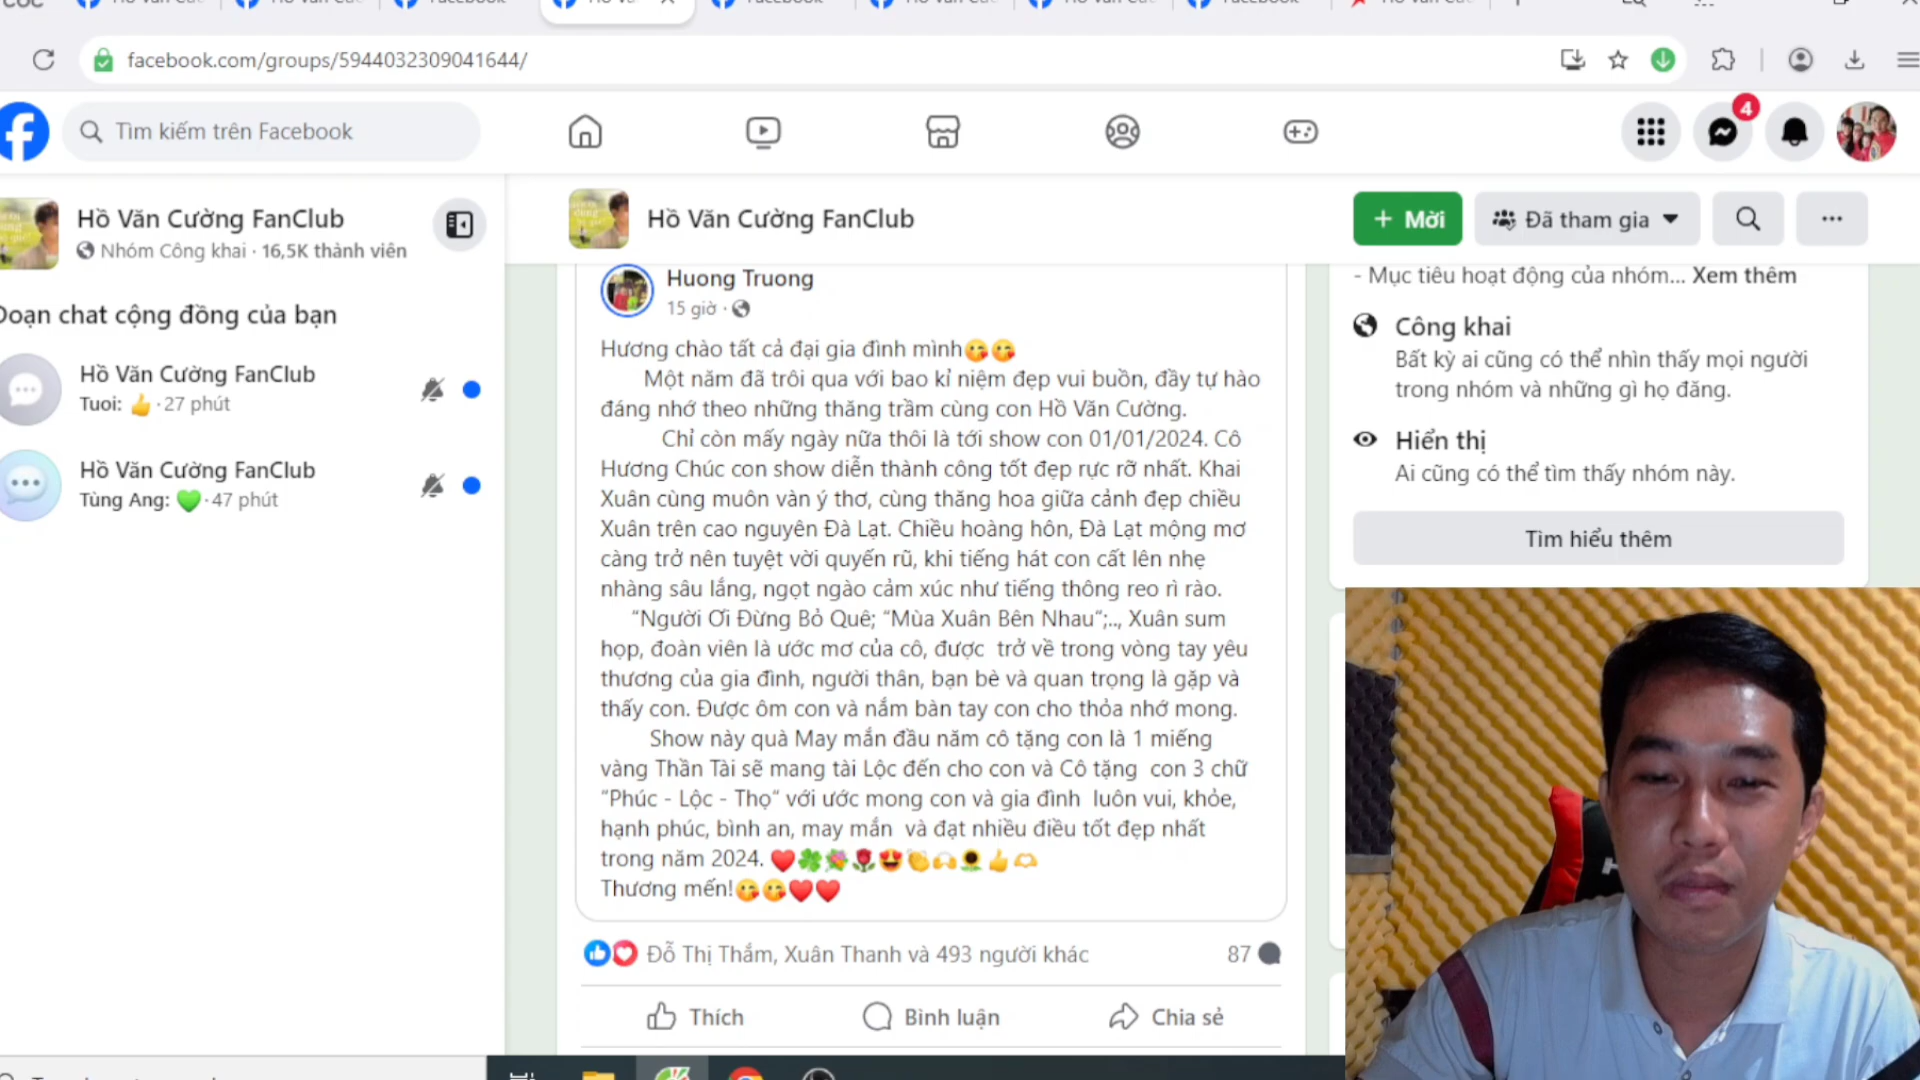 facebook.com/groups/5944032309041644/
Tìm kiếm trên Facebook
4
Hồ Văn Cường FanClub
Nhóm Công khai · 16,5K thành viên
Đoạn chat cộng đồng của bạn
Hồ Văn Cường FanClub
Tuoi: 👍 · 27 phút
Hồ Văn Cường FanClub
Tùng Ang: 💚 · 47 phút
Hồ Văn Cường FanClub
+ Mời
Đã tham gia
Huong Truong
15 giờ ·
Hương chào tất cả đại gia đình mình😘😘
Một năm đã trôi qua với bao kỉ niệm đẹp vui buồn, đầy tự hào
đáng nhớ theo những thăng trầm cùng con Hồ Văn Cường.
Chỉ còn mấy ngày nữa thôi là tới show con 01/01/2024. Cô
Hương Chúc con show diễn thành công tốt đẹp rực rỡ nhất. Khai
Xuân cùng muôn vàn ý thơ, cùng thăng hoa giữa cảnh đẹp chiều
Xuân trên cao nguyên Đà Lạt. Chiều hoàng hôn, Đà Lạt mộng mơ
càng trở nên tuyệt vời quyến rũ, khi tiếng hát con cất lên nhẹ
nhàng sâu lắng, ngọt ngào cảm xúc như tiếng thông reo rì rào.
“Người Ơi Đừng Bỏ Quê; “Mùa Xuân Bên Nhau“;.., Xuân sum
họp, đoàn viên là ước mơ của cô, được trở về trong vòng tay yêu
thương của gia đình, người thân, bạn bè và quan trọng là gặp và
thấy con. Được ôm con và nắm bàn tay con cho thỏa nhớ mong.
Show này quà May mắn đầu năm cô tặng con là 1 miếng
vàng Thần Tài sẽ mang tài Lộc đến cho con và Cô tặng con 3 chữ
“Phúc - Lộc - Thọ“ với ước mong con và gia đình luôn vui, khỏe,
hạnh phúc, bình an, may mắn và đạt nhiều điều tốt đẹp nhất
trong năm 2024. ❤️🍀💐🌹😍👏🙌🌻👍🫶
Thương mến!😘😘❤️❤️
Đỗ Thị Thắm, Xuân Thanh và 493 người khác
87
Thích
Bình luận
Chia sẻ
- Mục tiêu hoạt động của nhóm... Xem thêm
Công khai
Bất kỳ ai cũng có thể nhìn thấy mọi người
trong nhóm và những gì họ đăng.
Hiển thị
Ai cũng có thể tìm thấy nhóm này.
Tìm hiểu thêm